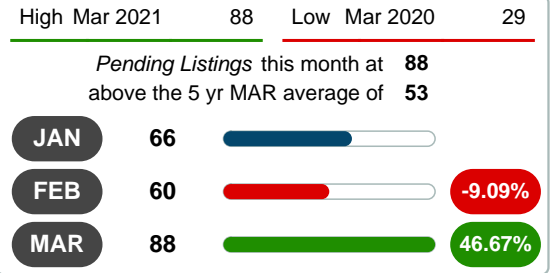 High Mar 2021 88 Low Mar 2020 29
Pending Listings this month at 88
above the 5 yr MAR average of 53
JAN 66
FEB 60 -9.09%
MAR 88 46.67%